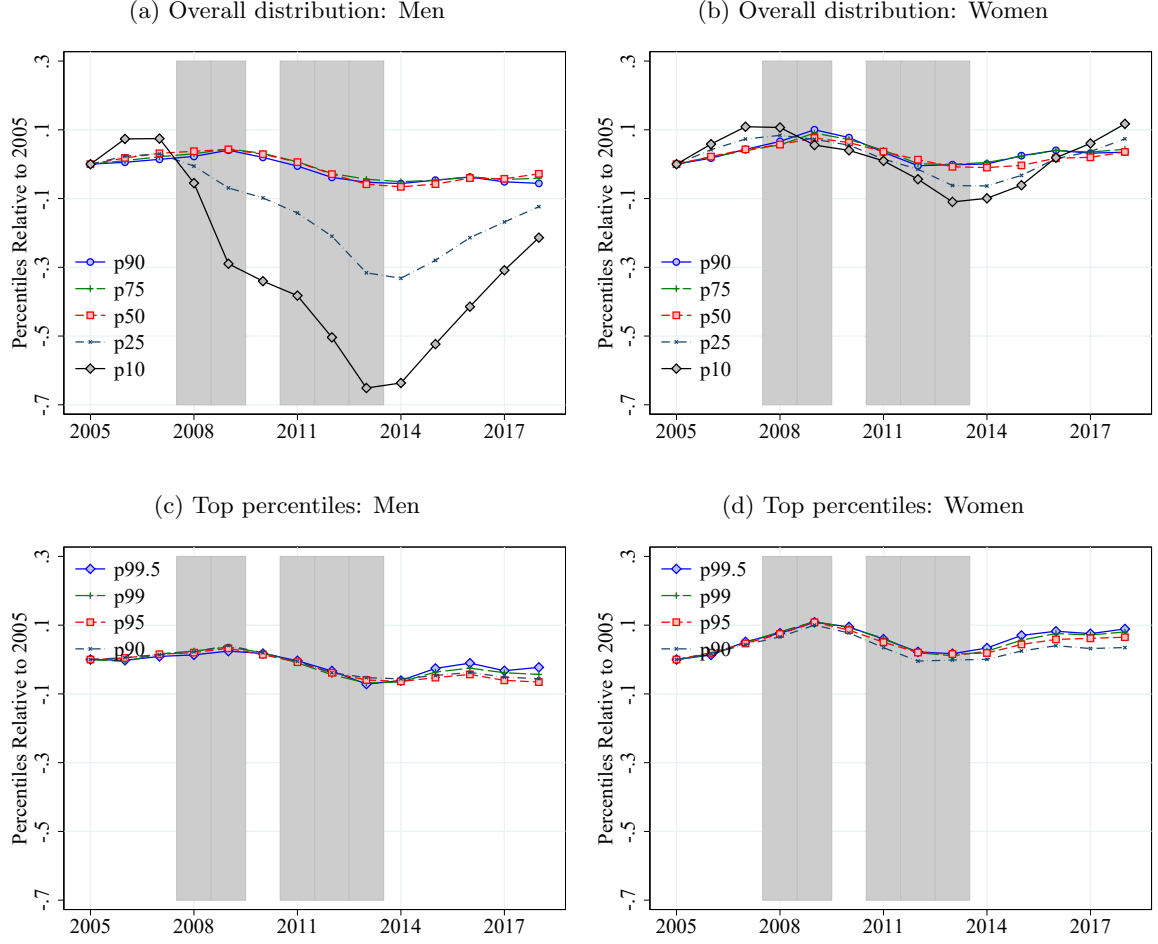 (a) Overall distribution: Men
Percentiles Relative to 2005
.3
.1
-.1
-.3
-.5
-.7
p90
p75
p50
p25
p10
2005 2008 2011 2014 2017
(b) Overall distribution: Women
Percentiles Relative to 2005
.3
.1
-.1
-.3
-.5
-.7
p90
p75
p50
p25
p10
2005 2008 2011 2014 2017
(c) Top percentiles: Men
Percentiles Relative to 2005
.3
.1
-.1
-.3
-.5
-.7
p99.5
p99
p95
p90
2005 2008 2011 2014 2017
(d) Top percentiles: Women
Percentiles Relative to 2005
.3
.1
-.1
-.3
-.5
-.7
p99.5
p99
p95
p90
2005 2008 2011 2014 2017